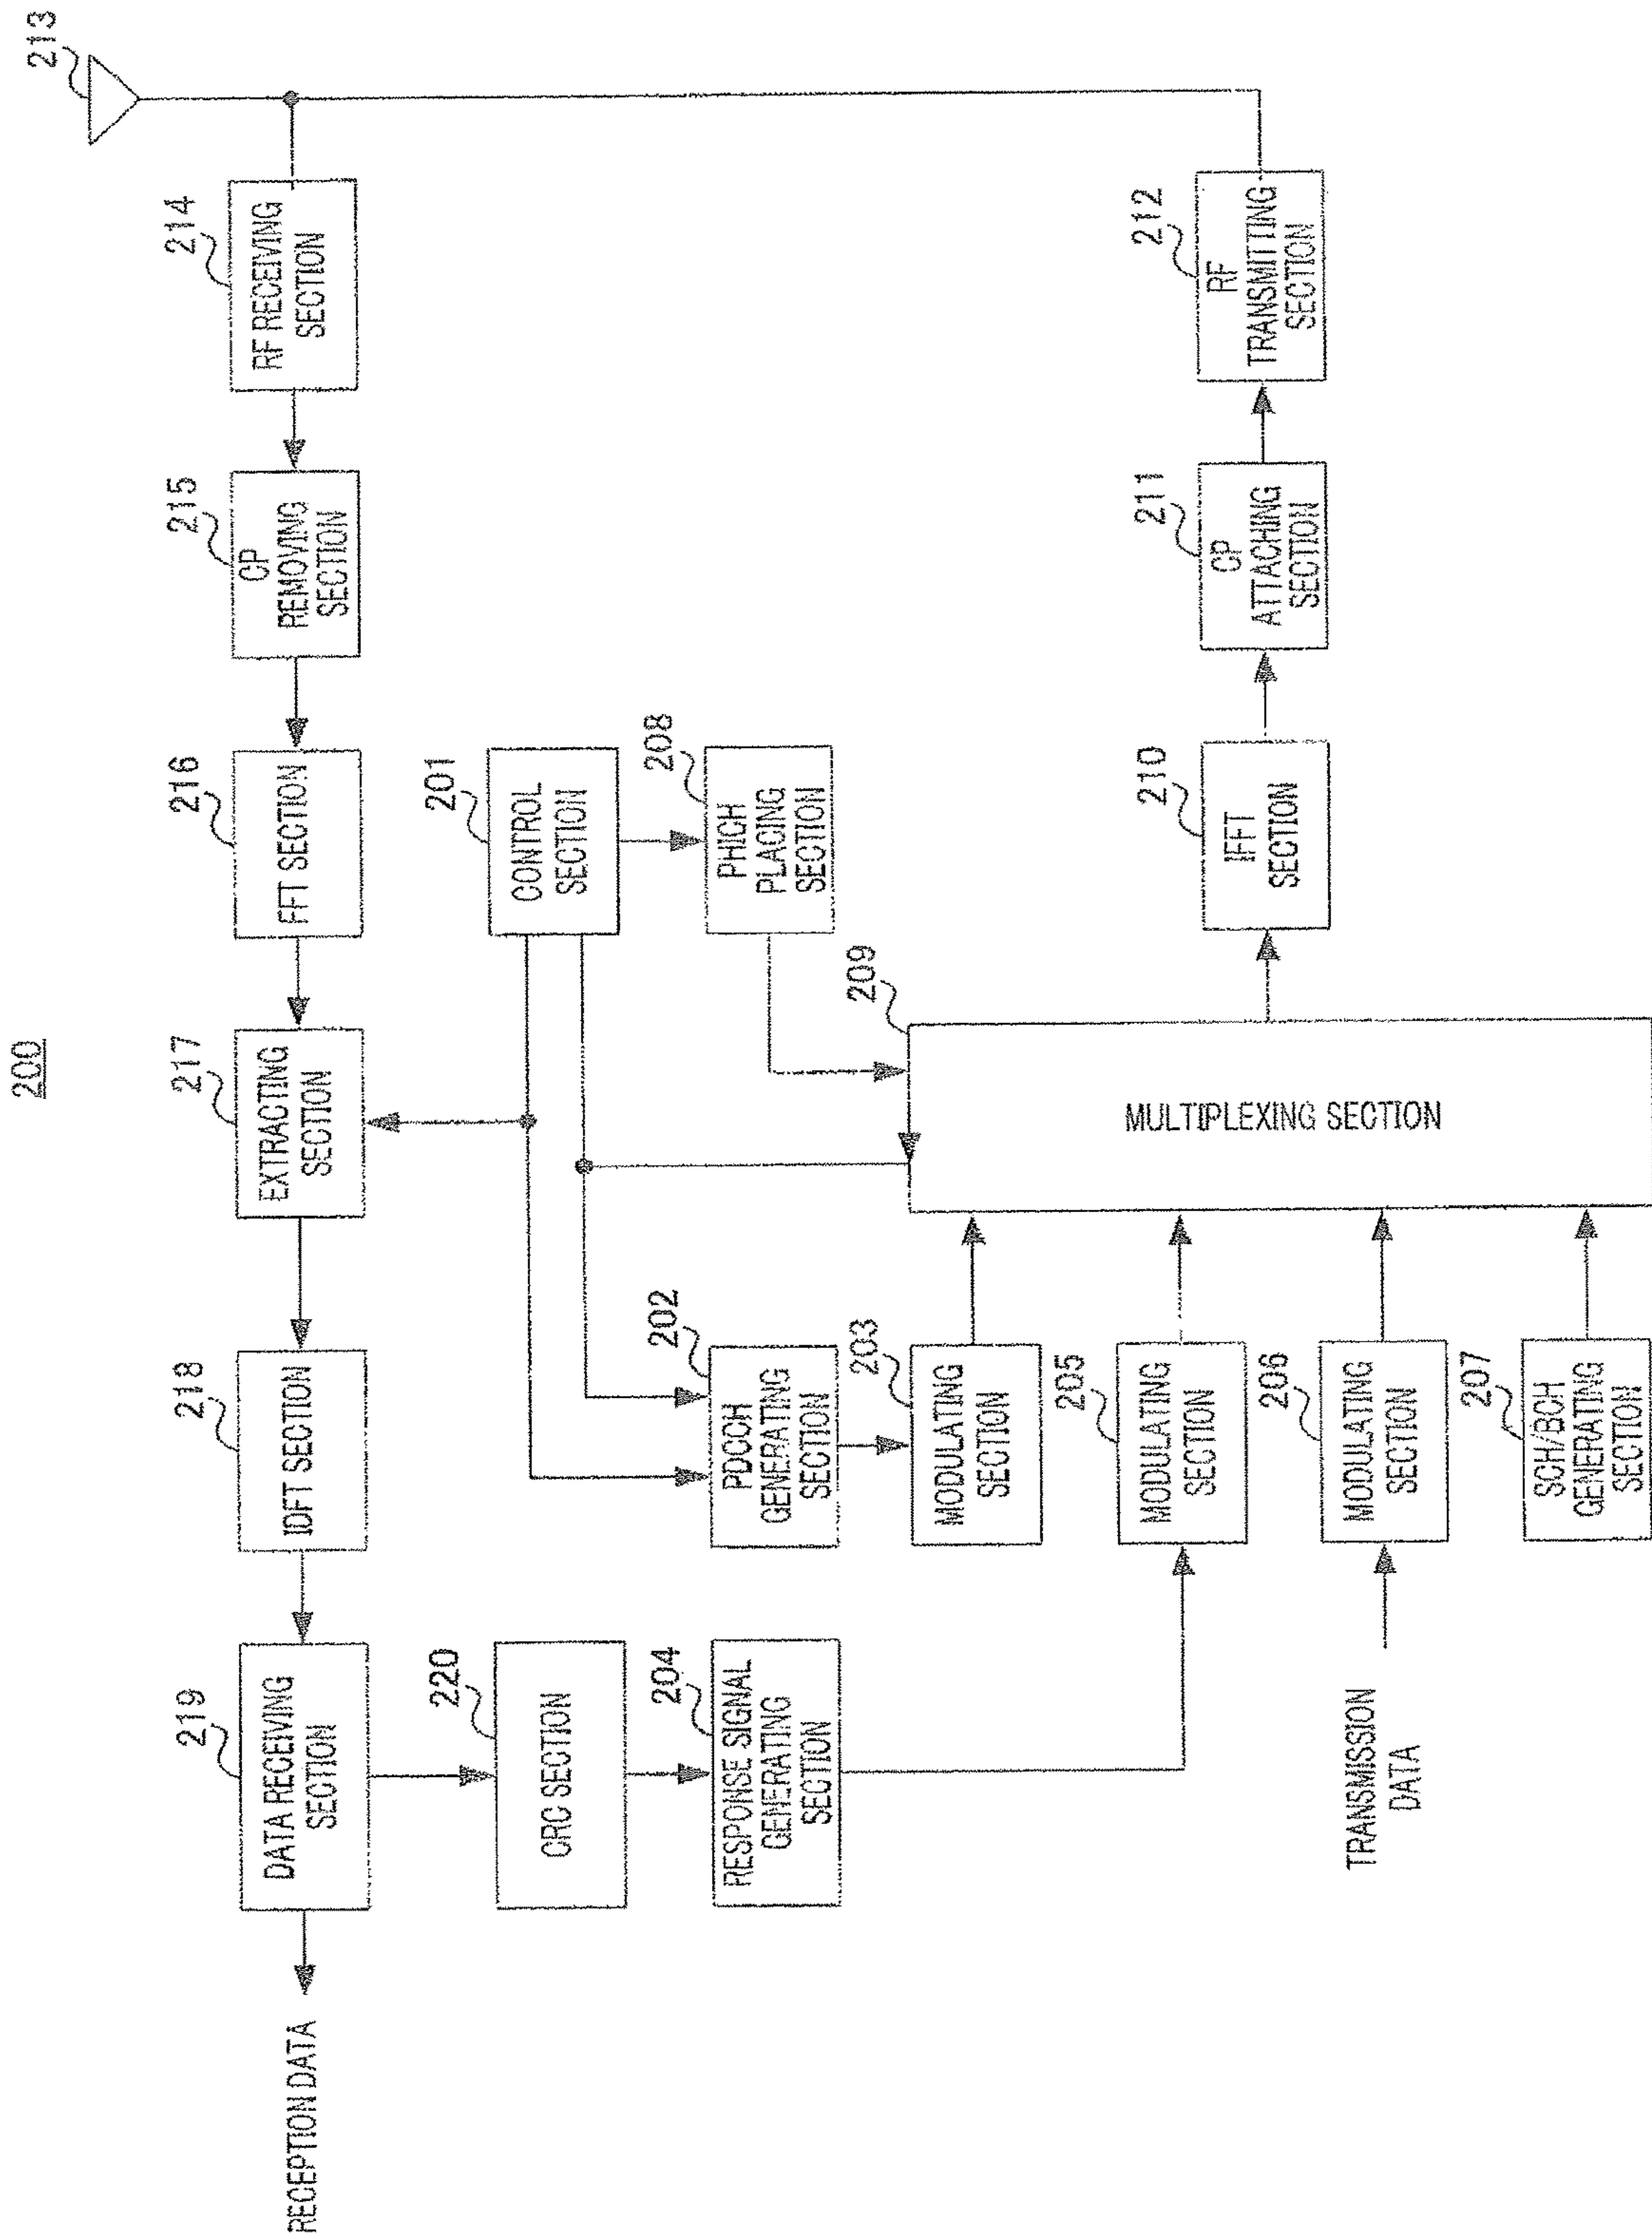 200
213
RF RECEIVING
SECTION
214
CP
REMOVING
SECTION
215
FFT SECTION
216
EXTRACTING
SECTION
217
IDFT SECTION
218
DATA RECEIVING
SECTION
219
RECEPTION DATA
CONTROL
SECTION
201
CRC SECTION
220
PHICH
PLACING
SECTION
208
PDCCH
GENERATING
SECTION
202
RESPONSE SIGNAL
GENERATING
SECTION
204
MULTIPLEXING SECTION
209
MODULATING
SECTION
203
MODULATING
SECTION
205
MODULATING
SECTION
206
TRANSMISSION
DATA
SCH/BCH
GENERATING
SECTION
207
IFFT
SECTION
210
CP
ATTACHING
SECTION
211
RF
TRANSMITTING
SECTION
212